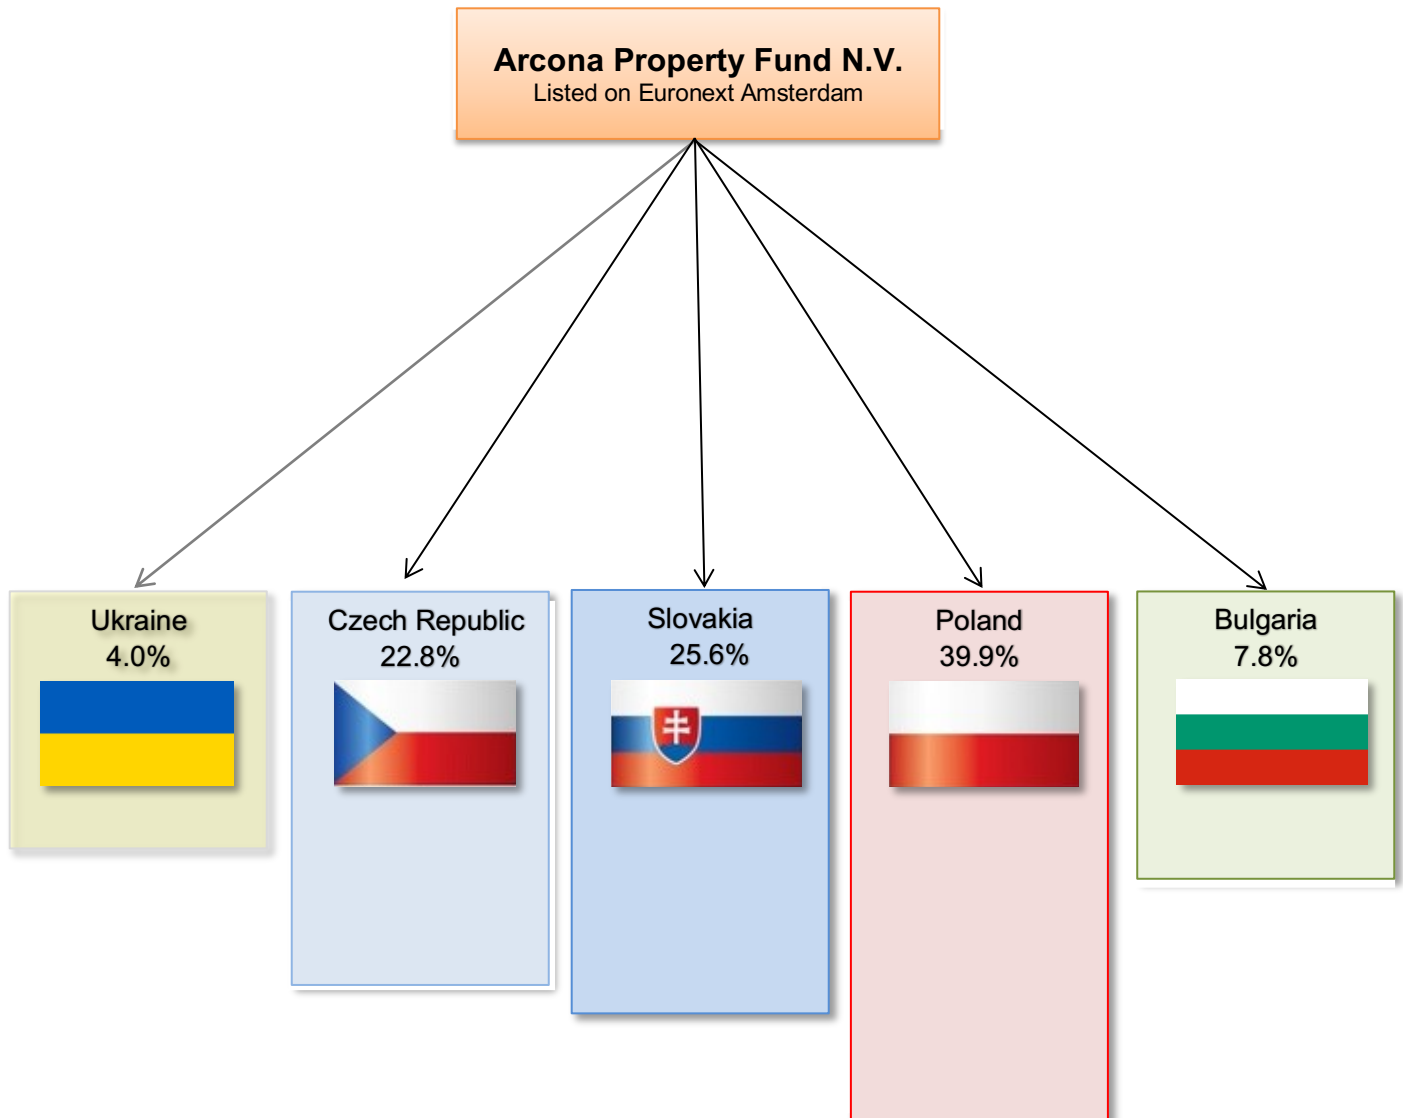 Arcona Property Fund N.V.
Listed on Euronext Amsterdam
Ukraine
4.0%
Czech Republic
22.8%
Slovakia
25.6%
Poland
39.9%
Bulgaria
7.8%